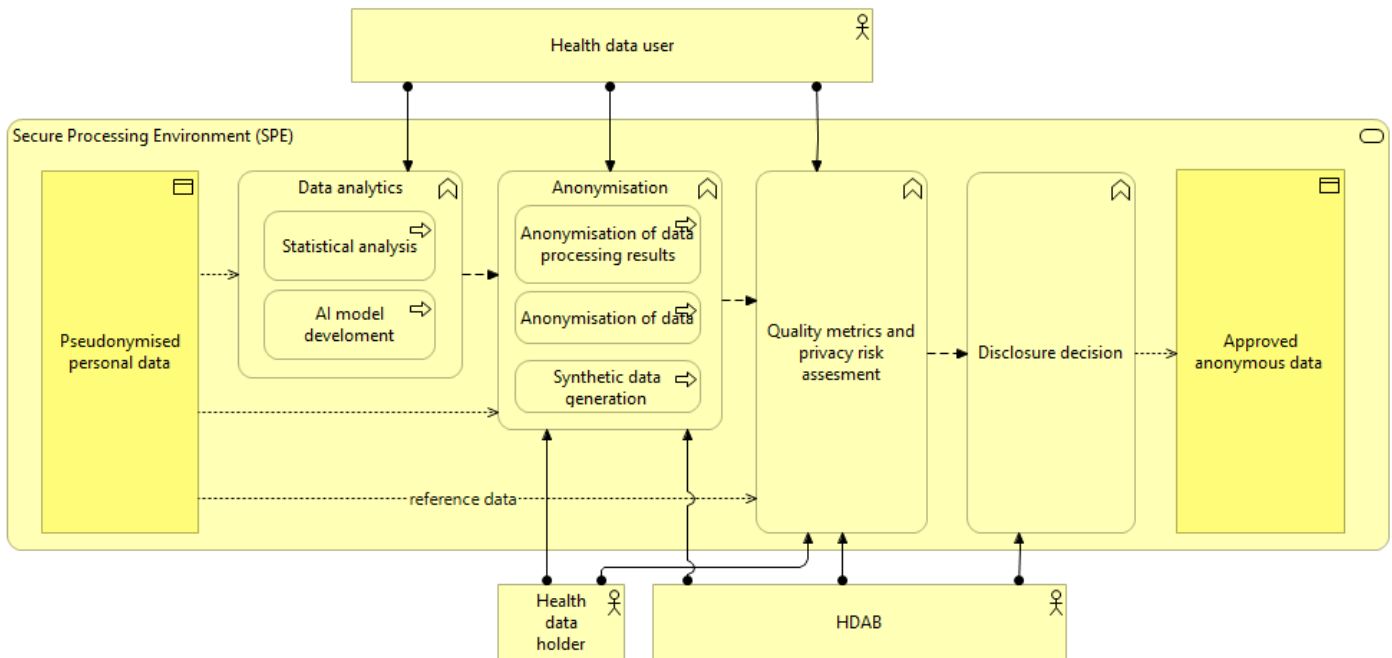 Health data user
Secure Processing Environment (SPE)
Pseudonymised
personal data
Data analytics
Statistical analysis
AI model
develoment
Anonymisation
Anonymisation of data
processing results
Anonymisation of data
Synthetic data
generation
Quality metrics and
privacy risk
assesment
Disclosure decision
Approved
anonymous data
reference data
Health
data
holder
HDAB